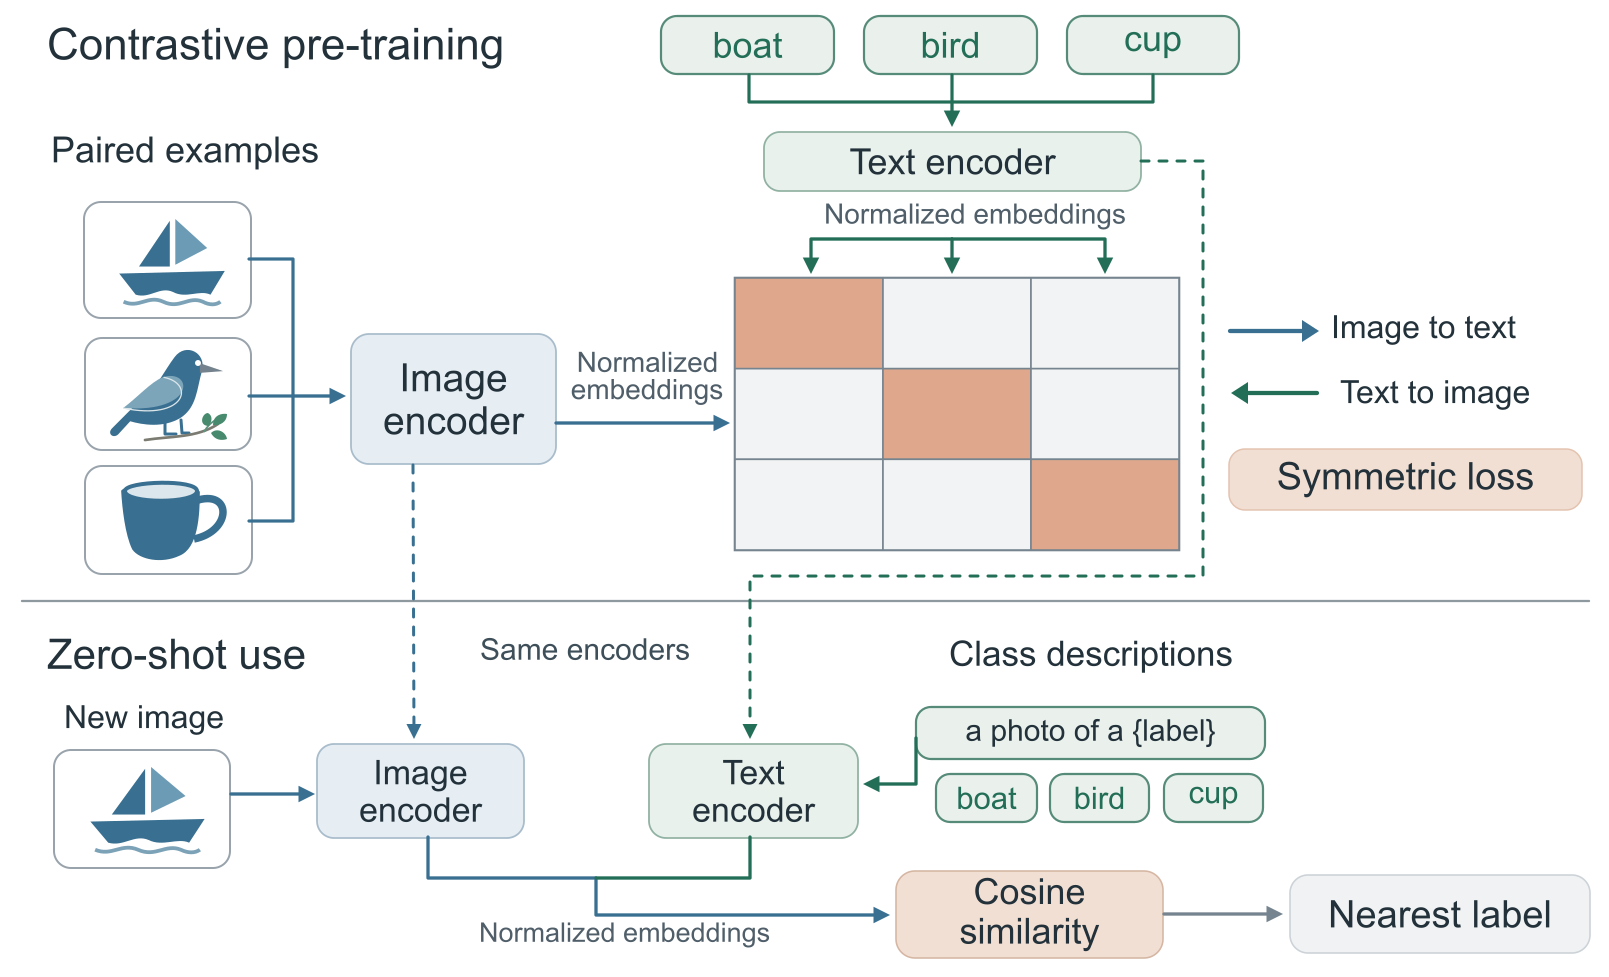 Contrastive pre-training
boat
bird
cup
Paired examples
Text encoder
Normalized embeddings
Image
encoder
Normalized
embeddings
Image to text
Text to image
Symmetric loss
Zero-shot use
Same encoders
Class descriptions
New image
a photo of a {label}
Image
encoder
Text
encoder
boat
bird
cup
Cosine
similarity
Nearest label
Normalized embeddings